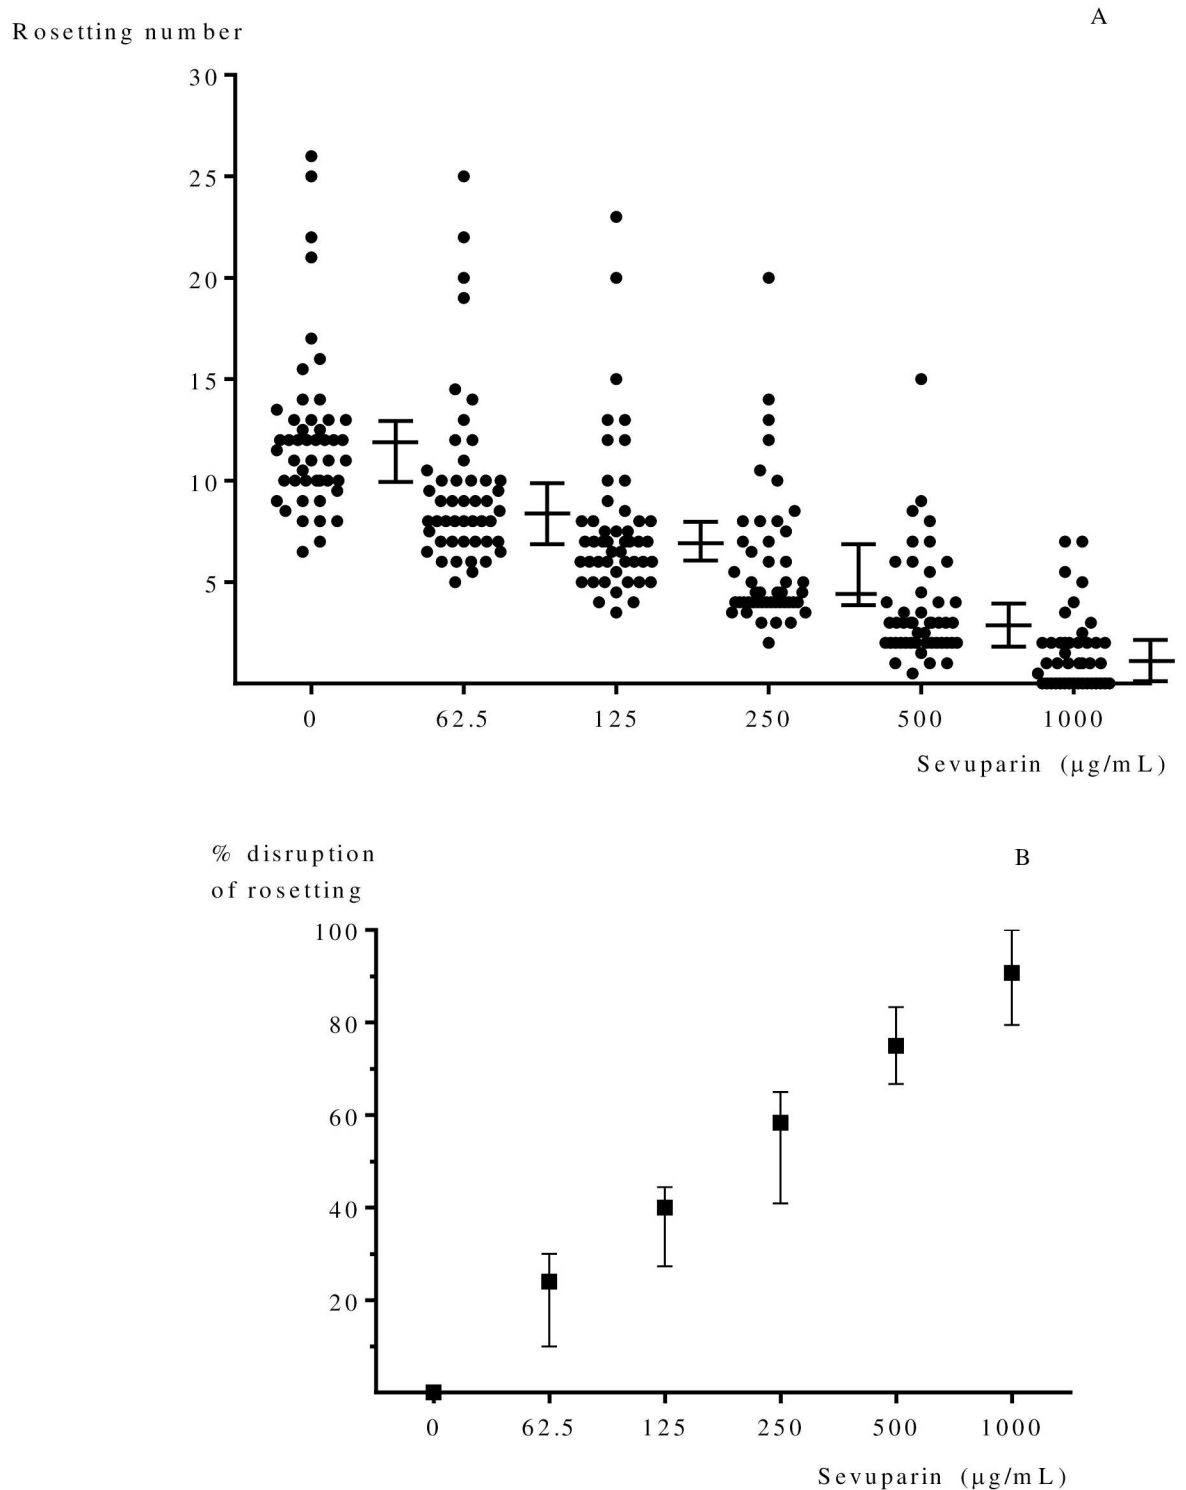 A
Rosetting number
30
25
20
15
10
5
0 62.5 125 250 500 1000
Sevuparin (μg/mL)
% disruption
B
of rosetting
100
80
60
40
20
0 62.5 125 250 500 1000
Sevuparin (μg/mL)